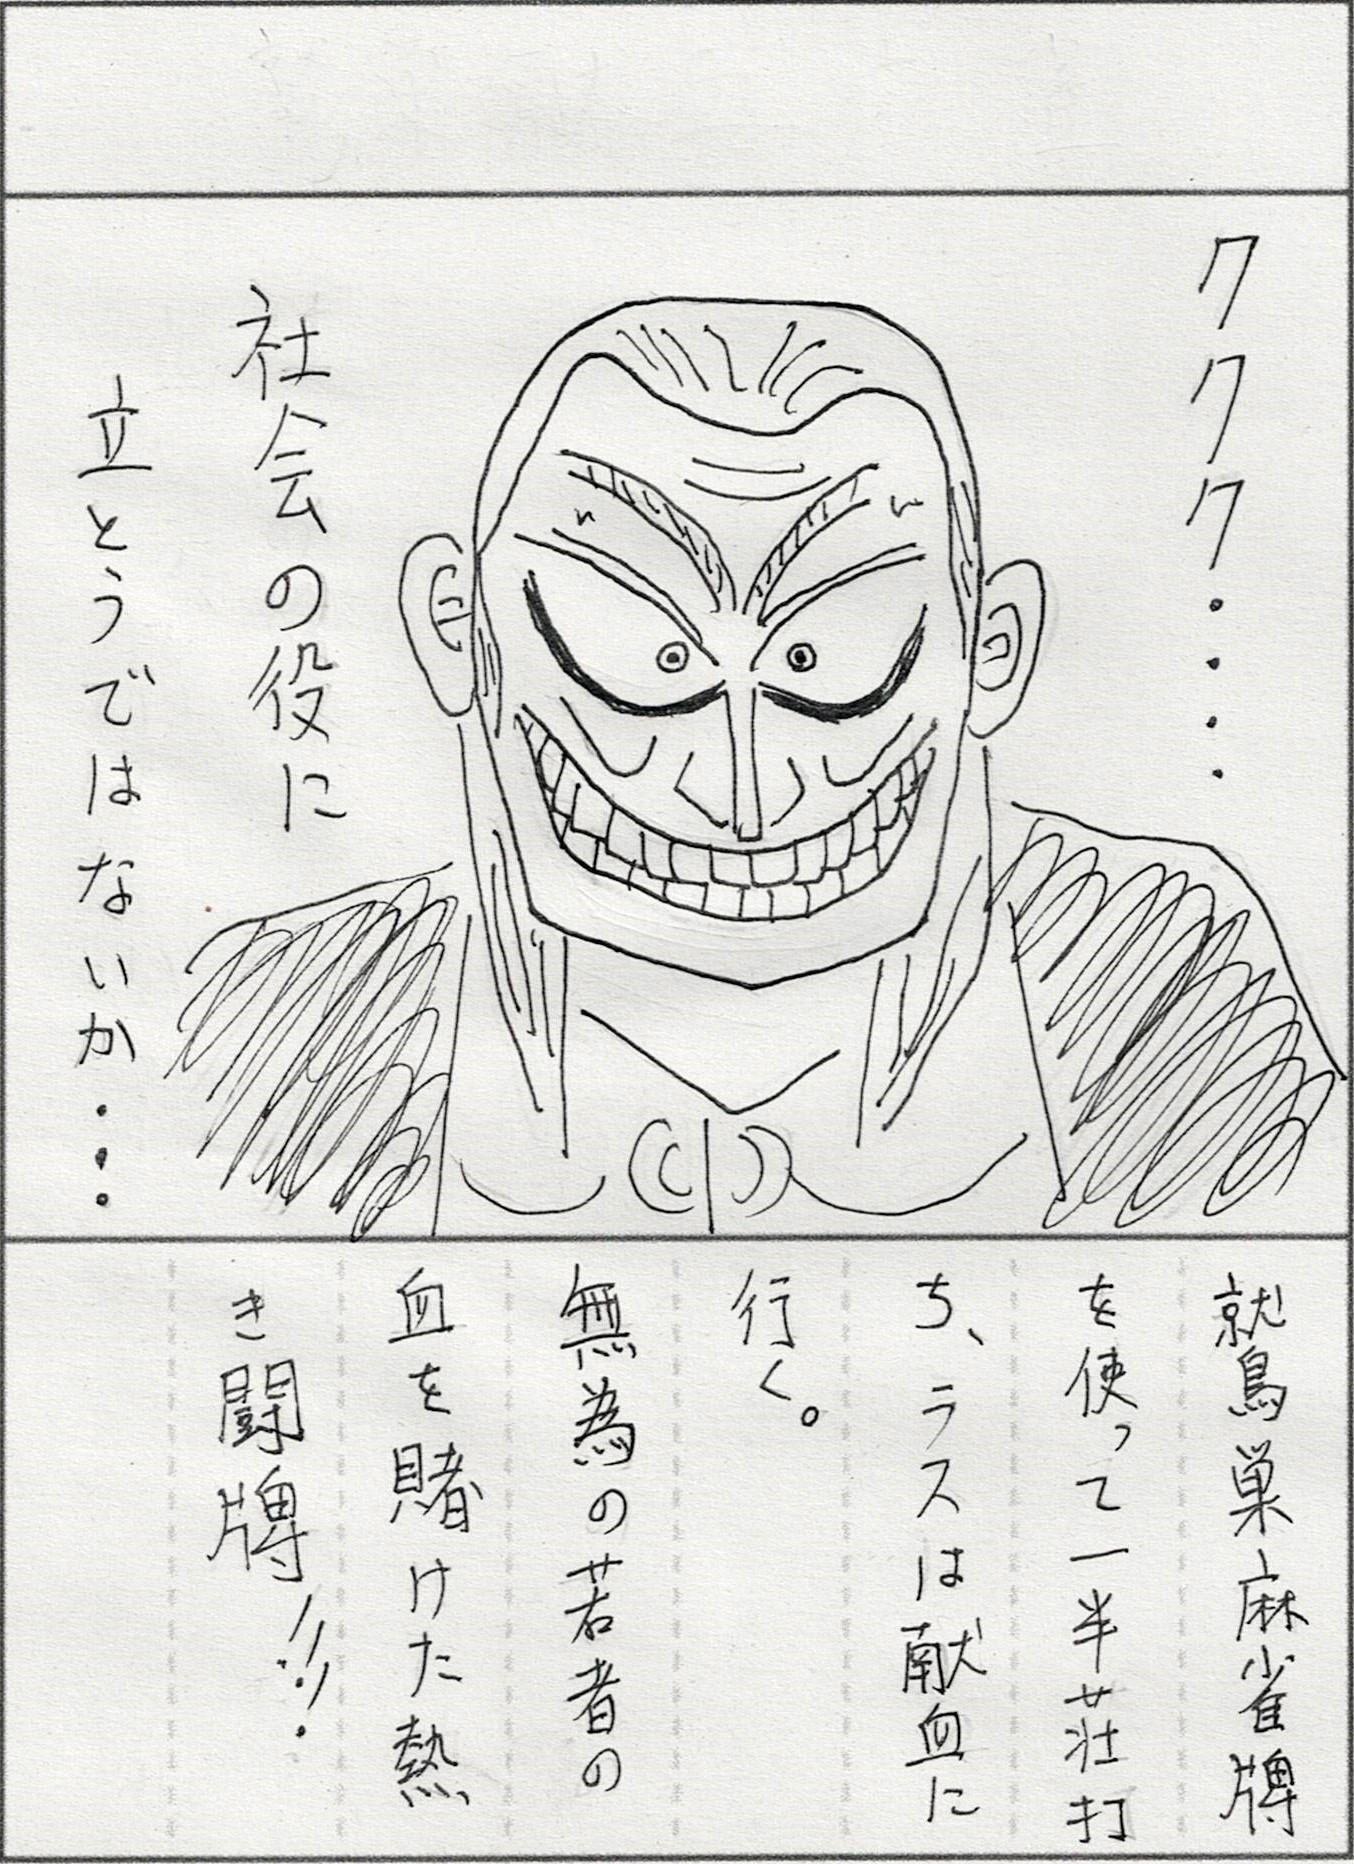 ククク・・・・
社会の役に
立とうではないか・・・
鷲巣麻雀牌
を使って一半荘打
ち、ラスは献血に
行く。
無為の若者の
血を賭けた熱
き闘牌!!!